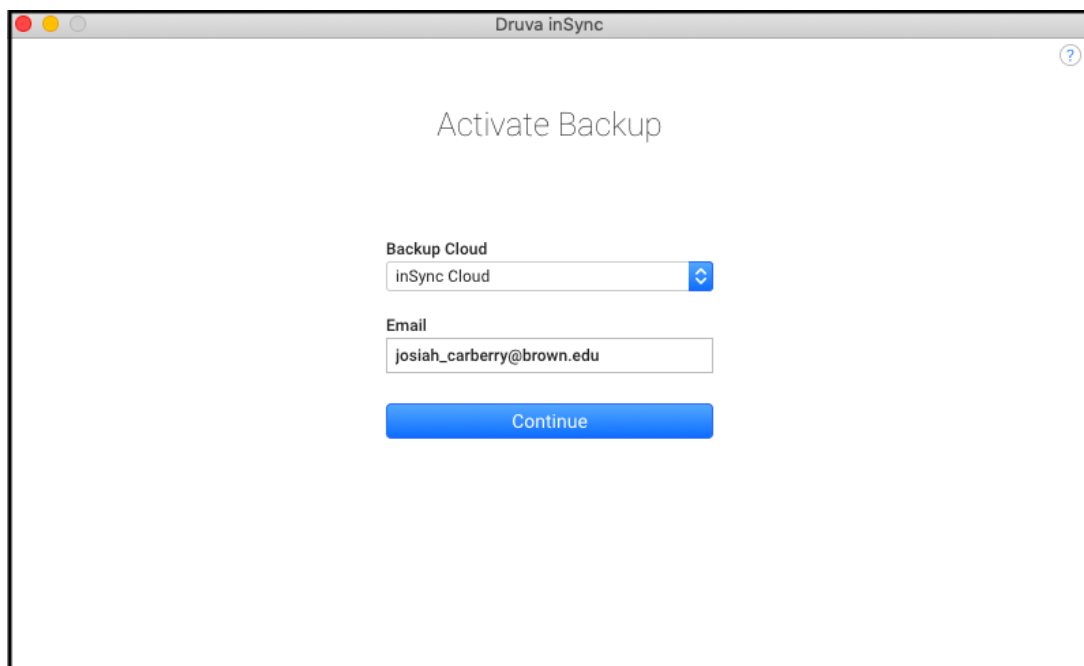 Druva inSync
?
Activate Backup
Backup Cloud
inSync Cloud
Email
josiah_carberry@brown.edu
Continue